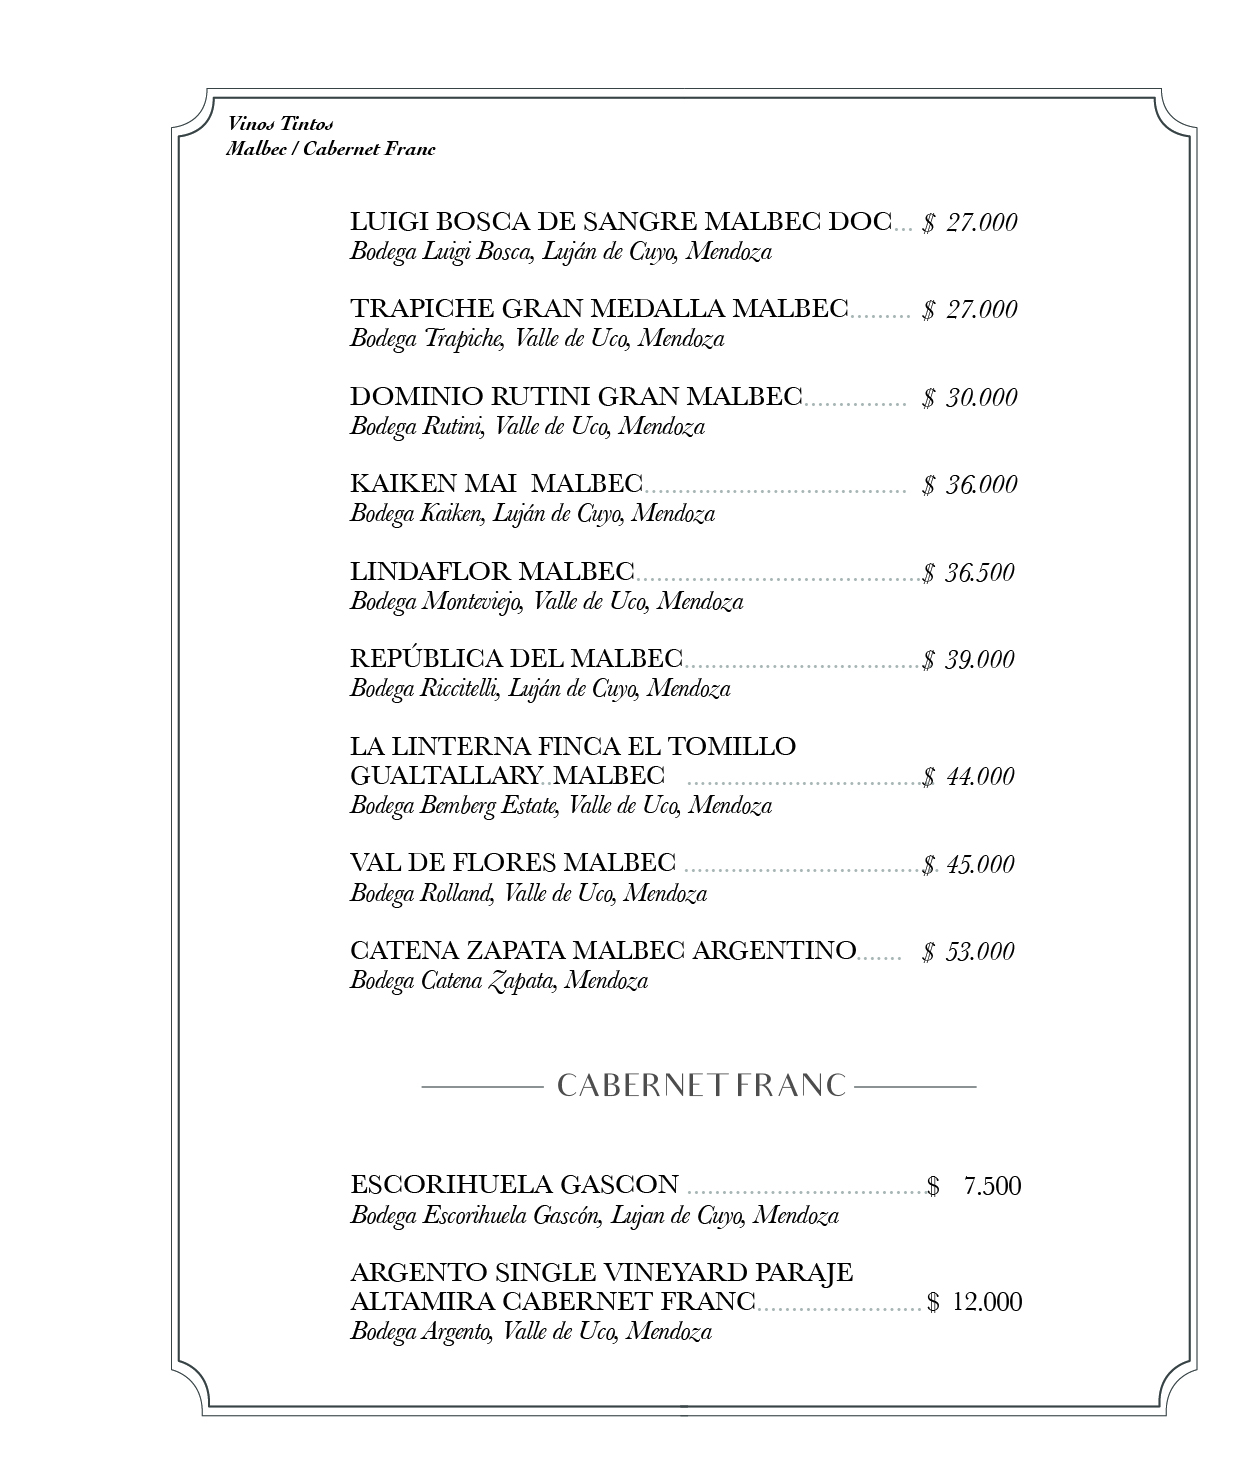 Vinos Tintos
Malbec / Cabernet Franc
LUIGI BOSCA DE SANGRE MALBEC DOC... $ 27.000
Bodega Luigi Bosca, Luján de Cuyo, Mendoza
TRAPICHE GRAN MEDALLA MALBEC......... $ 27.000
Bodega Trapiche, Valle de Uco, Mendoza
DOMINIO RUTINI GRAN MALBEC............... $ 30.000
Bodega Rutini, Valle de Uco, Mendoza
KAIKEN MAI  MALBEC...................................... $ 36.000
Bodega Kaiken, Luján de Cuyo, Mendoza
LINDAFLOR MALBEC.........................................$ 36.500
Bodega Monteviejo, Valle de Uco, Mendoza
REPÚBLICA DEL MALBEC..................................$ 39.000
Bodega Riccitelli, Luján de Cuyo, Mendoza
LA LINTERNA FINCA EL TOMILLO
GUALTALLARY..MALBEC ..................................$ 44.000
Bodega Bemberg Estate, Valle de Uco, Mendoza
VAL DE FLORES MALBEC ..................................$ 45.000
Bodega Rolland, Valle de Uco, Mendoza
CATENA ZAPATA MALBEC ARGENTINO....... $ 53.000
Bodega Catena Zapata, Mendoza
CABERNET FRANC
ESCORIHUELA GASCON ...................................$ 7.500
Bodega Escorihuela Gascón, Lujan de Cuyo, Mendoza
ARGENTO SINGLE VINEYARD PARAJE
ALTAMIRA CABERNET FRANC........................ $ 12.000
Bodega Argento, Valle de Uco, Mendoza